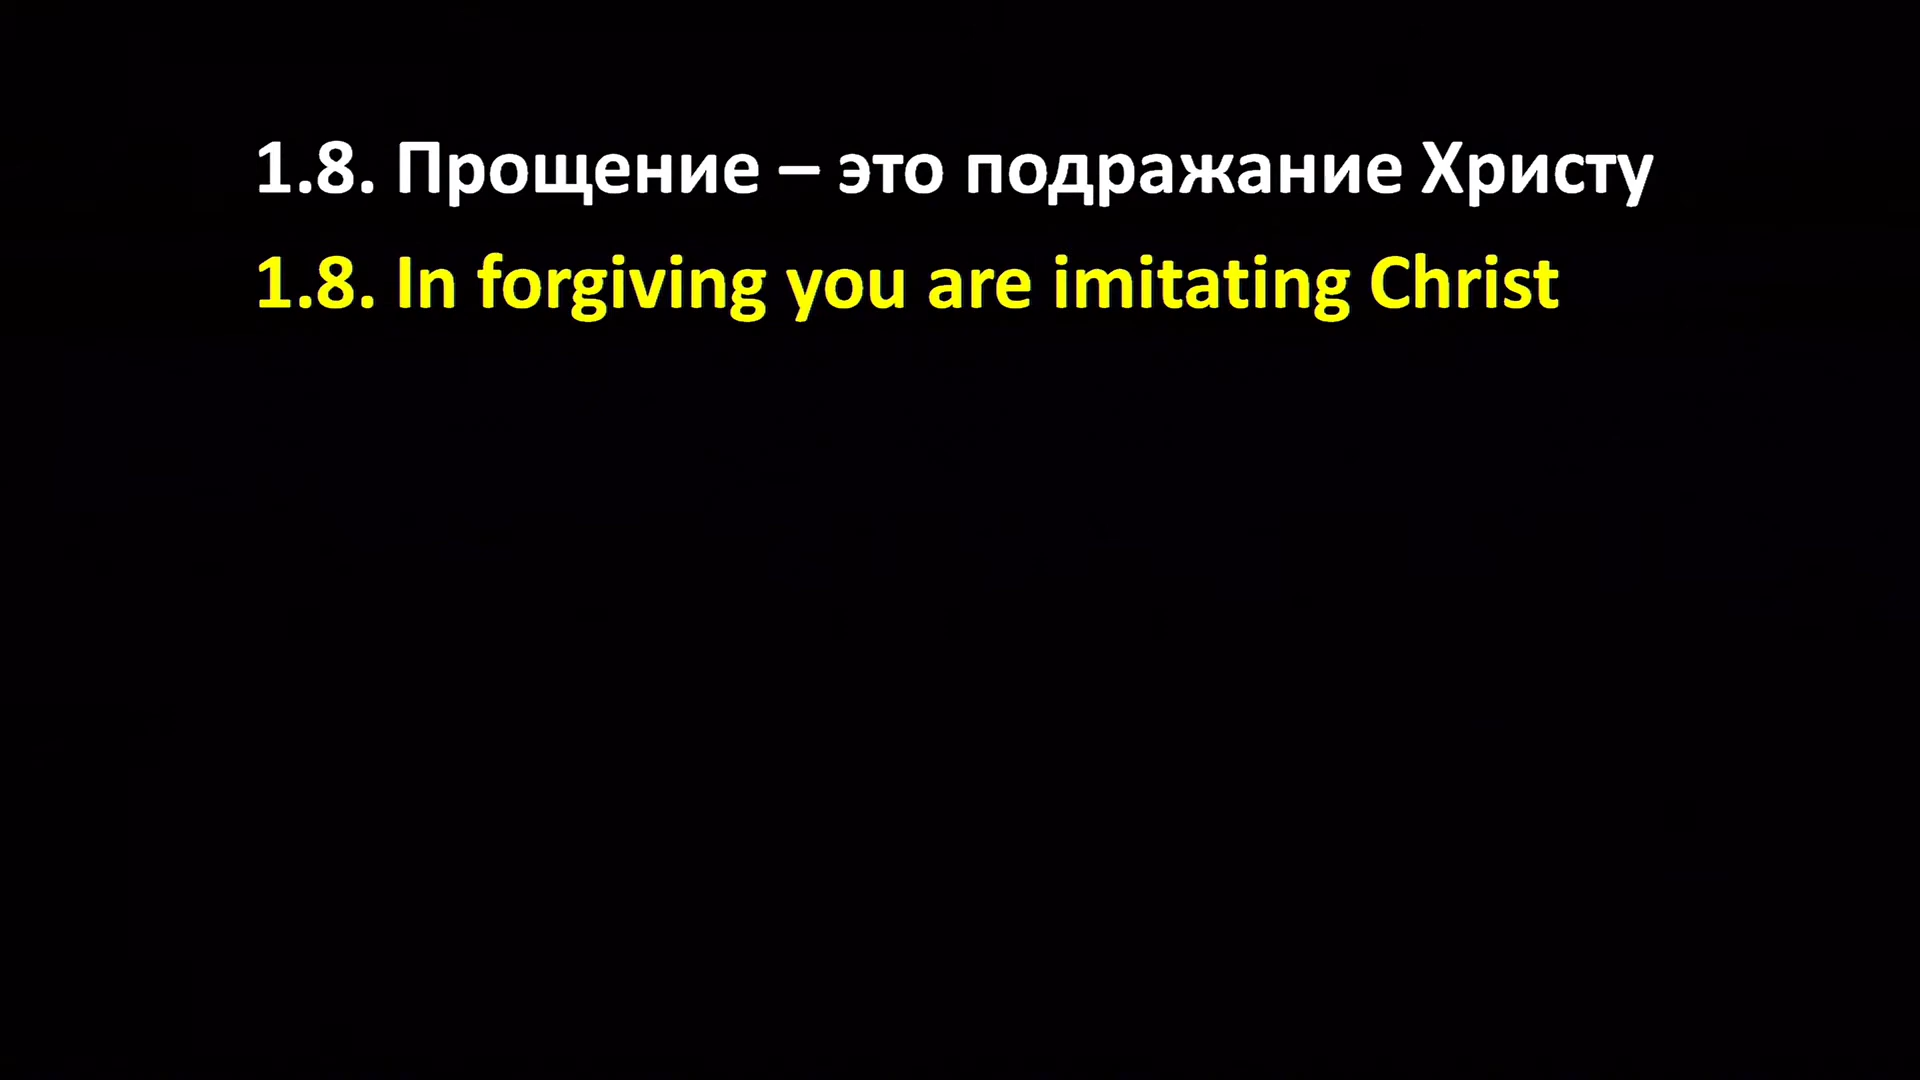 1.8. Прощение – это подражание Христу
1.8. In forgiving you are imitating Christ